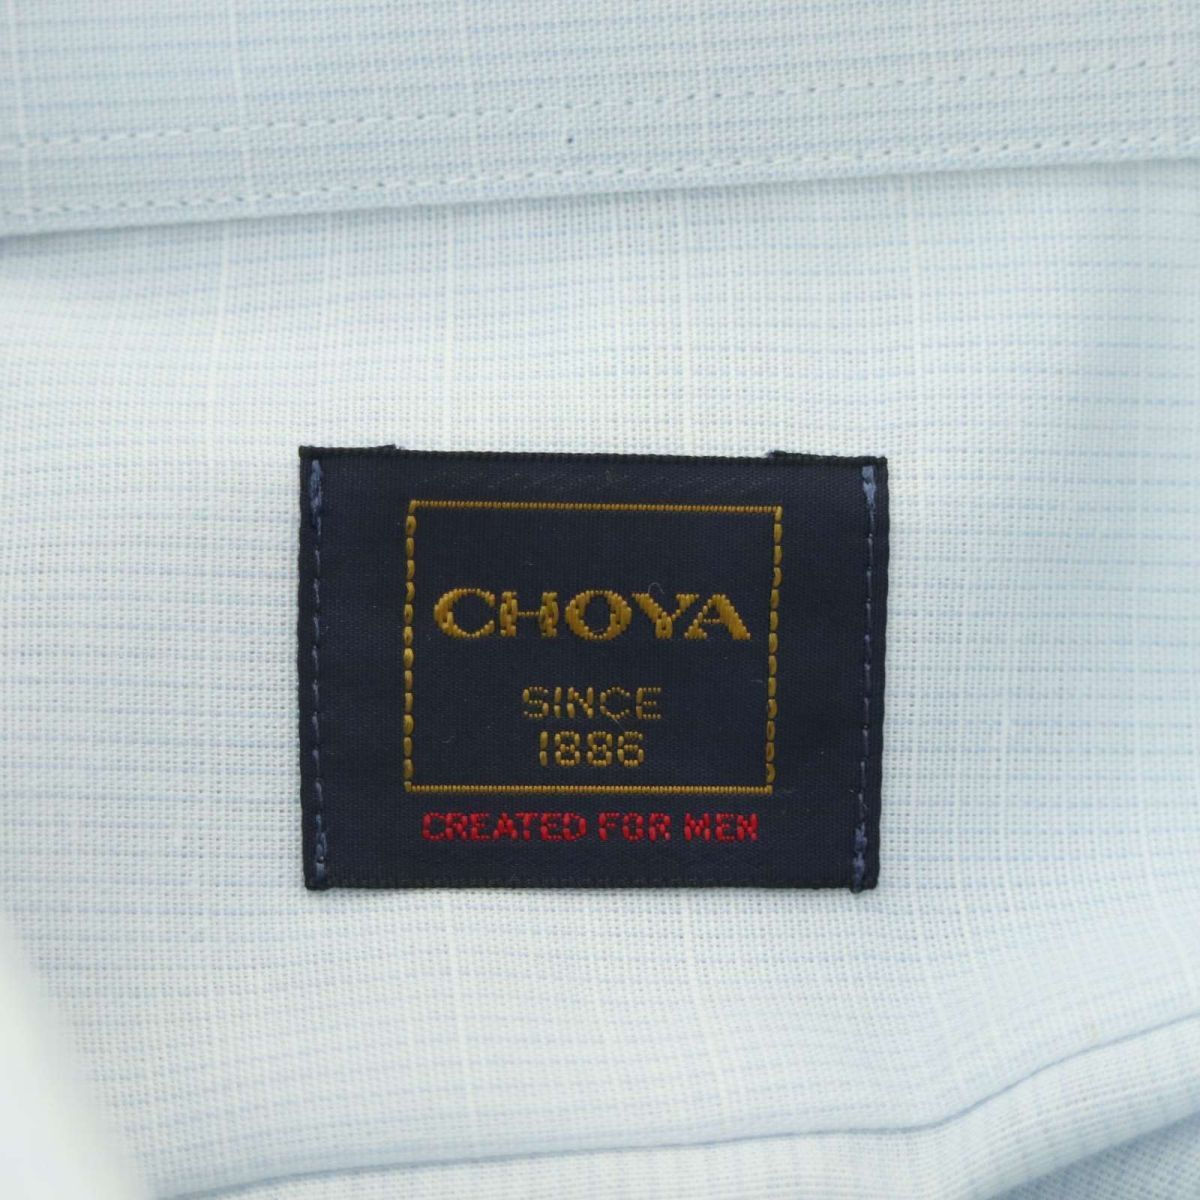 CHOYA
SINCE
1886
CREATED FOR MEN